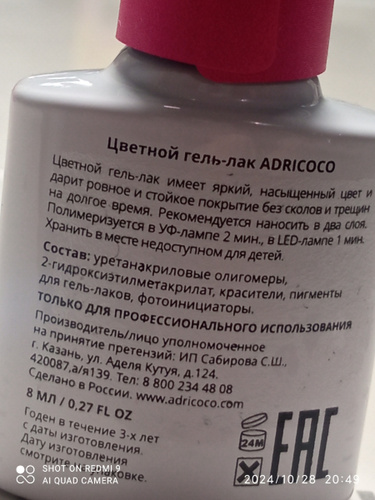 Цветной гель-лак ADRICOCO
Цветной гель-лак имеет яркий, насыщенный цвет и
дарит ровное и стойкое покрытие без сколов и трещин
на долгое время. Рекомендуется наносить в два слоя.
Полимеризуется в УФ-лампе 2 мин., в LED-лампе 1 мин.
Хранить в месте недоступном для детей.
Состав: уретанакриловые олигомеры,
2-гидроксиэтилметакрилат, красители, пигменты
для гель-лаков, фотоинициаторы.
ТОЛЬКО ДЛЯ ПРОФЕССИОНАЛЬНОГО ИСПОЛЬЗОВАНИЯ
Производитель/лицо уполномоченное
на принятие претензий: ИП Сабирова С.Ш.,
г. Казань, ул. Аделя Кутуя, д.124.
420087,а/я139. Тел: 8 800 234 48 08
Сделано в России. www.adricoco.com
8 МЛ / 0,27 FL OZ
Годен в течение 3-х лет
с даты изготовления.
Дату изготовления
смотрите на упаковке.
24M
EAC
SHOT ON REDMI 9
AI QUAD CAMERA
2024/10/28 20:49